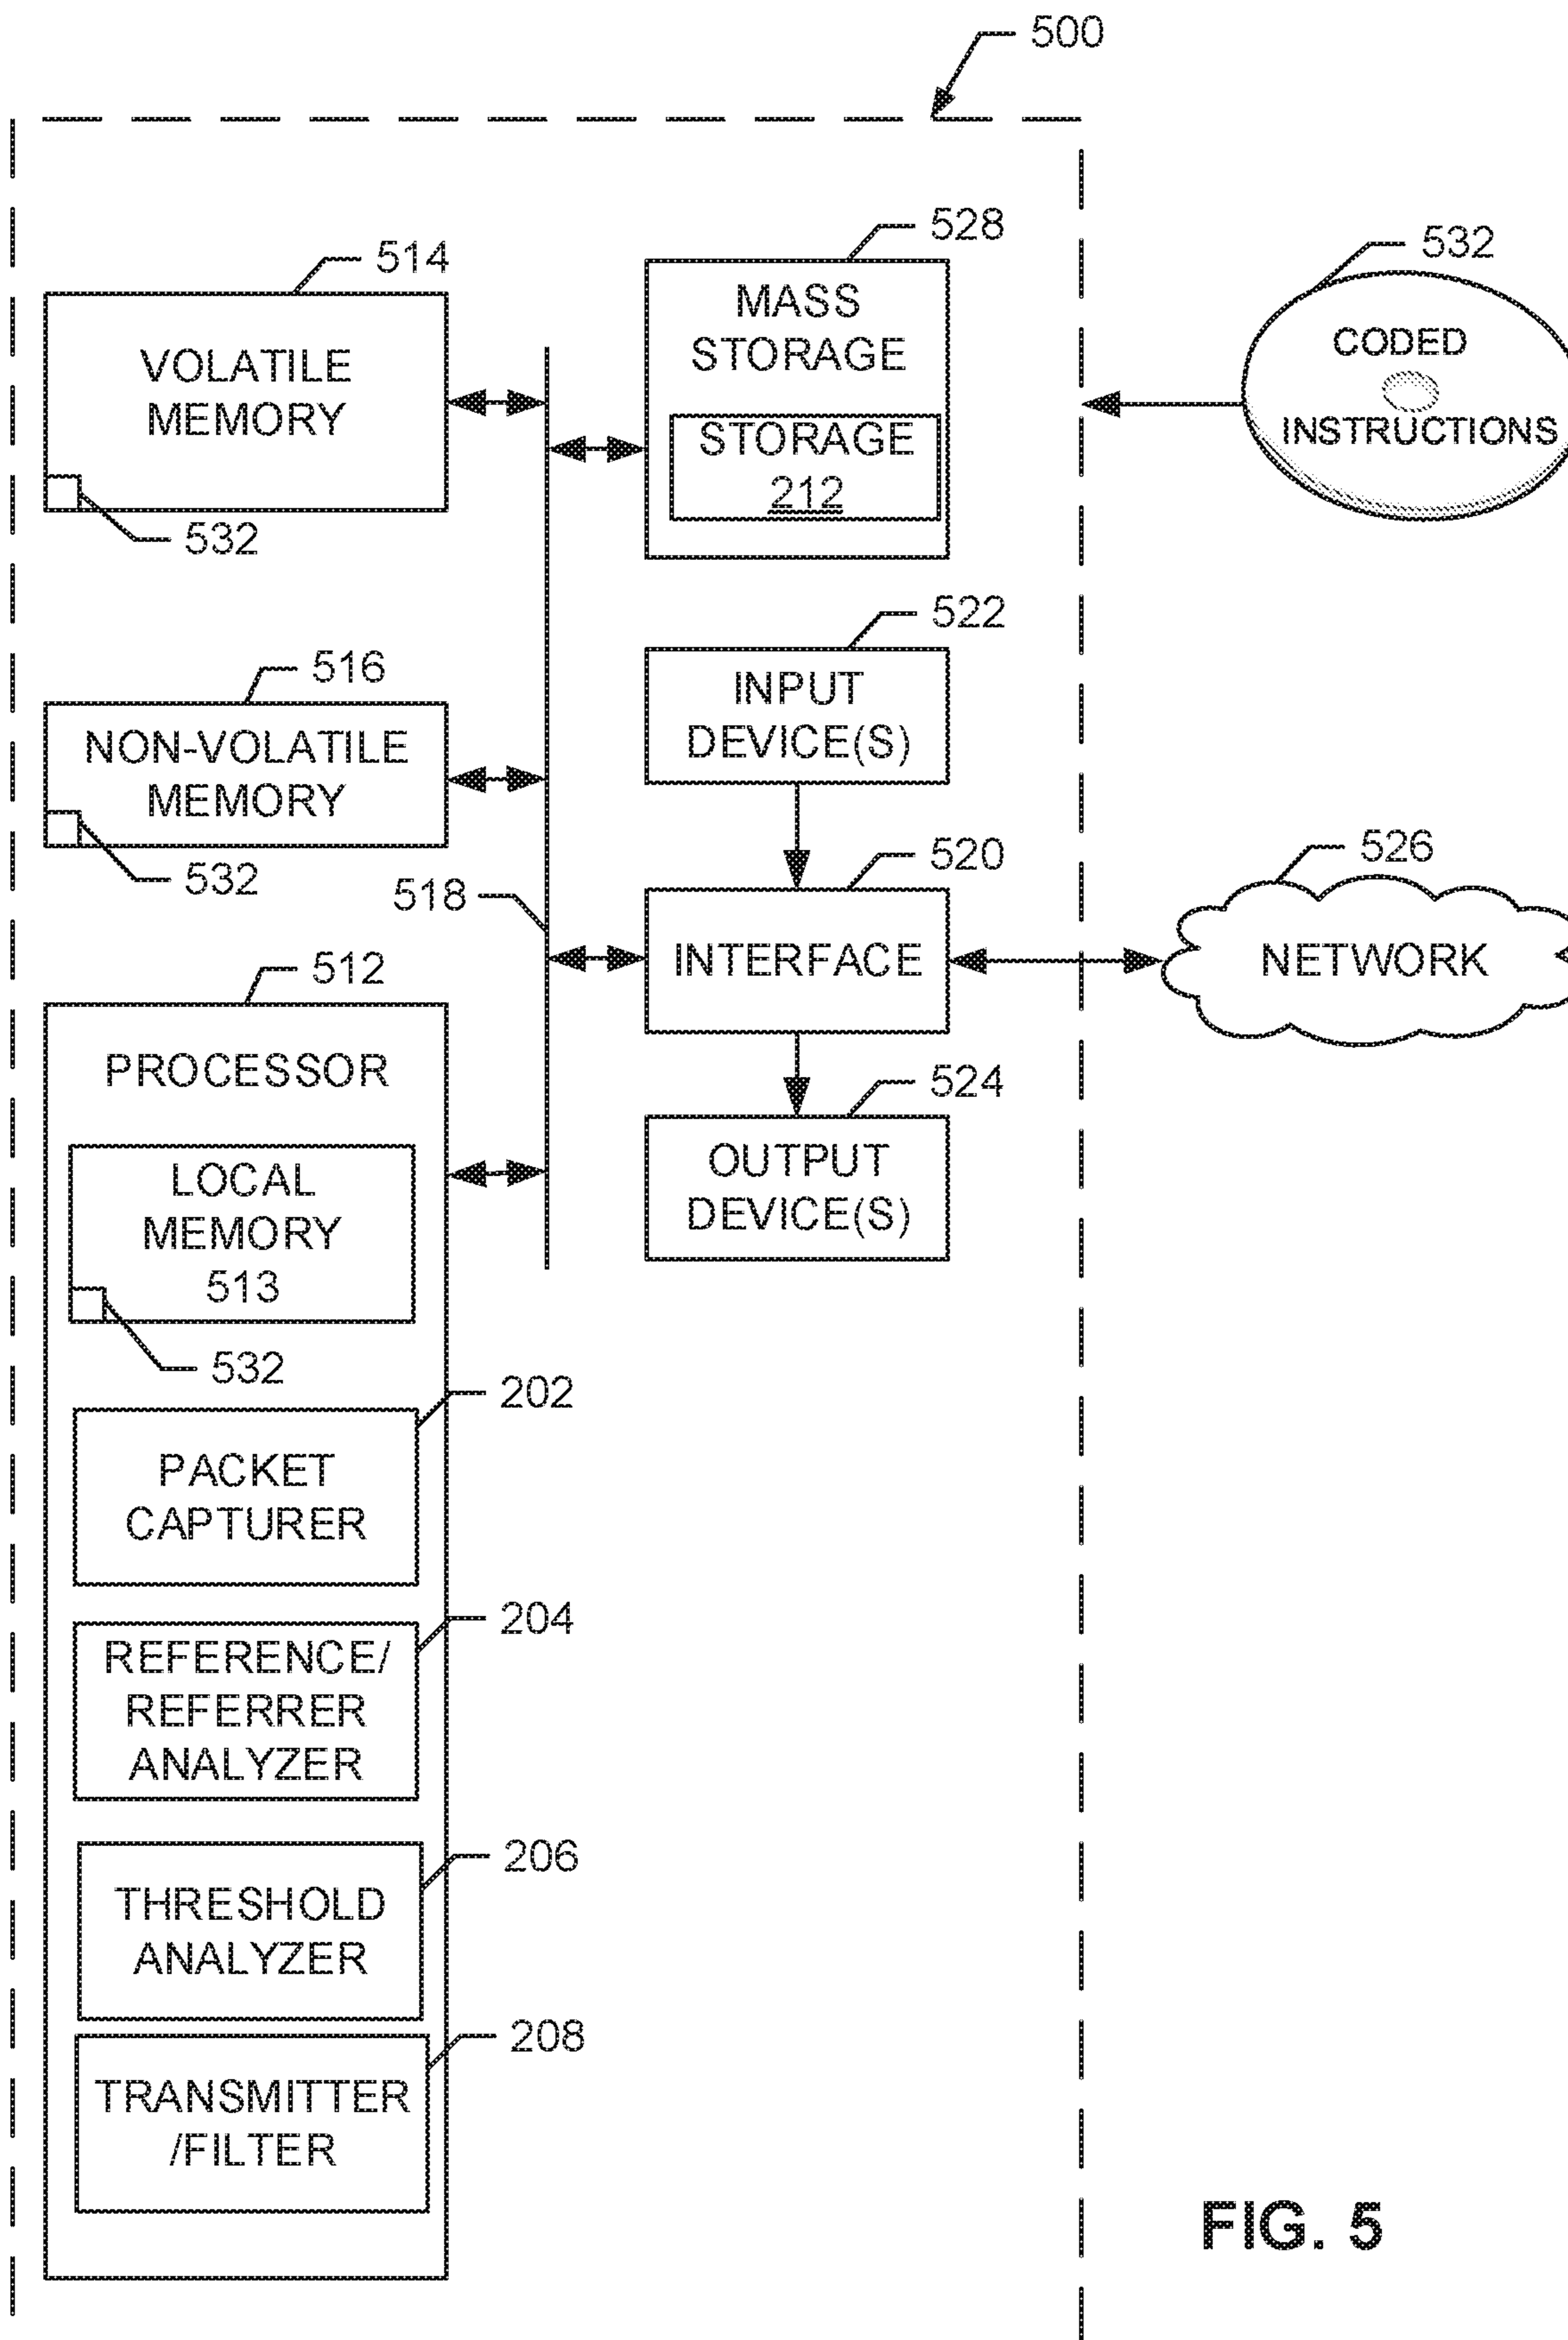 500
514
VOLATILE
MEMORY
532
528
MASS
STORAGE
STORAGE
212
532
CODED
INSTRUCTIONS
516
NON-VOLATILE
MEMORY
532
522
INPUT
DEVICE(S)
518
520
INTERFACE
526
NETWORK
524
OUTPUT
DEVICE(S)
512
PROCESSOR
LOCAL
MEMORY
513
532
202
PACKET
CAPTURER
204
REFERENCE/
REFERRER
ANALYZER
206
THRESHOLD
ANALYZER
208
TRANSMITTER
/FILTER
FIG. 5